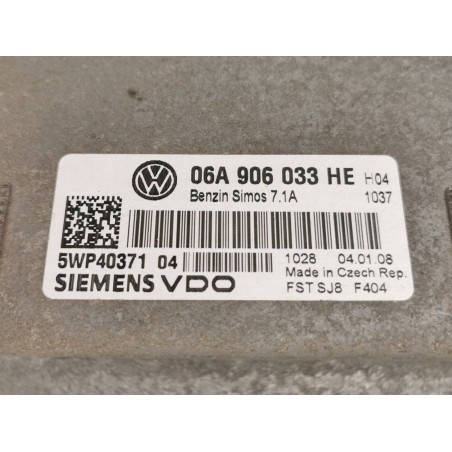 06A 906 033 HE H04
Benzin Simos 7.1A 1037
5WP40371 04 1028 04.01.08
SIEMENS VDO Made in Czech Rep.
FST SJ8 F404